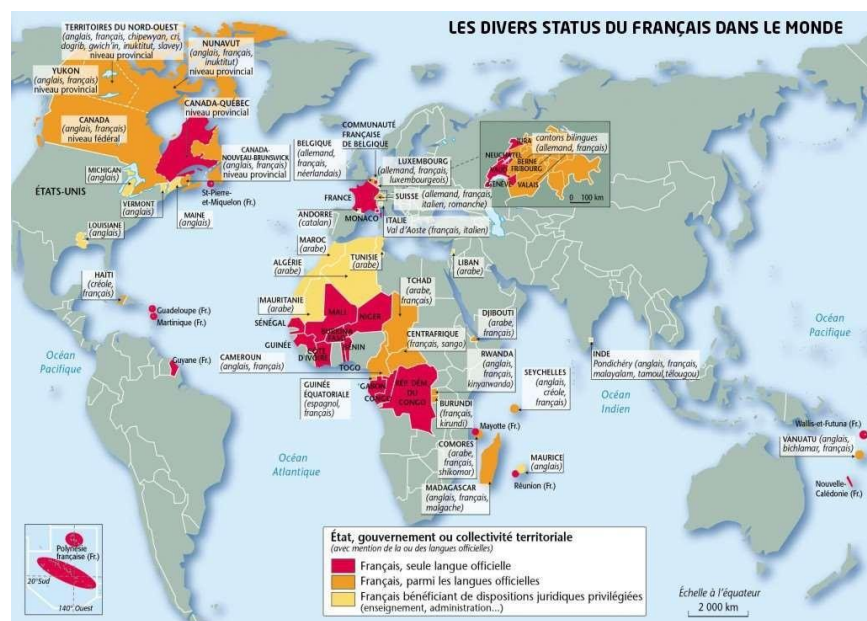 LES DIVERS STATUS DU FRANÇAIS DANS LE MONDE
TERRITOIRES DU NORD-OUEST
(anglais, français, chipewyan, cri,
dogrib, gwich'in, inuktitut, slavey)
niveau provincial
NUNAVUT
(anglais, français,
inuktitut)
niveau provincial
YUKON
(anglais, français)
niveau provincial
CANADA-QUÉBEC
niveau provincial
CANADA
(anglais, français)
niveau fédéral
CANADA-
NOUVEAU-BRUNSWICK
(anglais, français)
niveau provincial
MICHIGAN
(anglais)
ÉTATS-UNIS
VERMONT
(anglais)
MAINE
(anglais)
St-Pierre-
et-Miquelon (Fr.)
LOUISIANE
(anglais)
HAÏTI
(créole,
français)
Guadeloupe (Fr.)
Martinique (Fr.)
Guyane (Fr.)
Océan
Pacifique
COMMUNAUTÉ
FRANÇAISE
DE BELGIQUE
BELGIQUE
(allemand,
français,
néerlandais)
LUXEMBOURG
(allemand, français,
luxembourgeois)
FRANCE
SUISSE (allemand, français,
italien, romanche)
MONACO
ITALIE
Val d'Aoste (français, italien)
ANDORRE
(catalan)
JURA
NEUCHÂTEL
VAUD
GENÈVE
BERNE
FRIBOURG
VALAIS
cantons bilingues
(allemand, français)
0 100 km
MAROC
(arabe)
ALGÉRIE
(arabe)
TUNISIE
(arabe)
LIBAN
(arabe)
MAURITANIE
(arabe)
TCHAD
(arabe,
français)
MALI
NIGER
SÉNÉGAL
BURKINA
FASO
GUINÉE
CÔTE
D'IVOIRE
BÉNIN
TOGO
DJIBOUTI
(arabe,
français)
CENTRAFRIQUE
(français, sango)
CAMEROUN
(anglais, français)
RWANDA
(anglais,
français,
kinyarwanda)
GUINÉE
ÉQUATORIALE
(espagnol,
français)
GABON
CONGO
RÉP. DÉM.
DU
CONGO
BURUNDI
(français,
kirundi)
SEYCHELLES
(anglais,
créole,
français)
INDE
Pondichéry (anglais, français,
malayalam, tamoul, télougou)
Océan
Indien
Océan
Pacifique
Océan
Atlantique
COMORES
(arabe,
français,
shikomor)
Mayotte (Fr.)
MAURICE
(anglais)
Réunion (Fr.)
MADAGASCAR
(anglais, français,
malgache)
Wallis-et-Futuna (Fr.)
VANUATU (anglais,
bichlamar, français)
Nouvelle-
Calédonie (Fr.)
Polynésie
française (Fr.)
20°Sud
140° Ouest
État, gouvernement ou collectivité territoriale
(avec mention de la ou des langues officielles)
Français, seule langue officielle
Français, parmi les langues officielles
Français bénéficiant de dispositions juridiques privilégiées
(enseignement, administration...)
Échelle à l'équateur
2 000 km